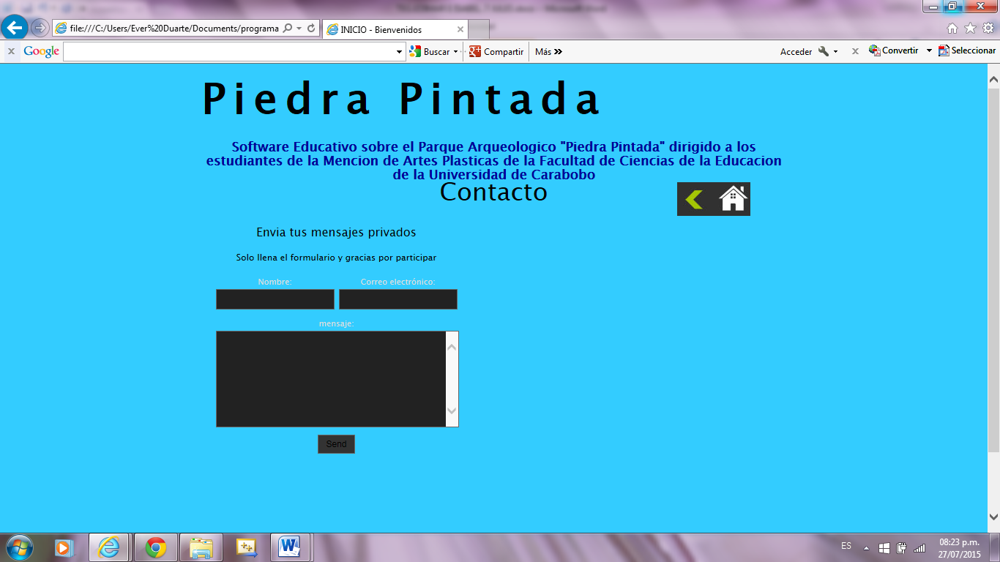 file:///C:/Users/Ever%20Duarte/Documents/programa
INICIO - Bienvenidos
Google
Buscar
Compartir
Más »
Acceder
Convertir
Seleccionar
Piedra Pintada
Software Educativo sobre el Parque Arqueologico "Piedra Pintada" dirigido a los
estudiantes de la Mencion de Artes Plasticas de la Facultad de Ciencias de la Educacion
de la Universidad de Carabobo
Contacto
Envia tus mensajes privados
Solo llena el formulario y gracias por participar
Nombre: Correo electrónico:
mensaje:
Send
ES
08:23 p.m.
27/07/2015